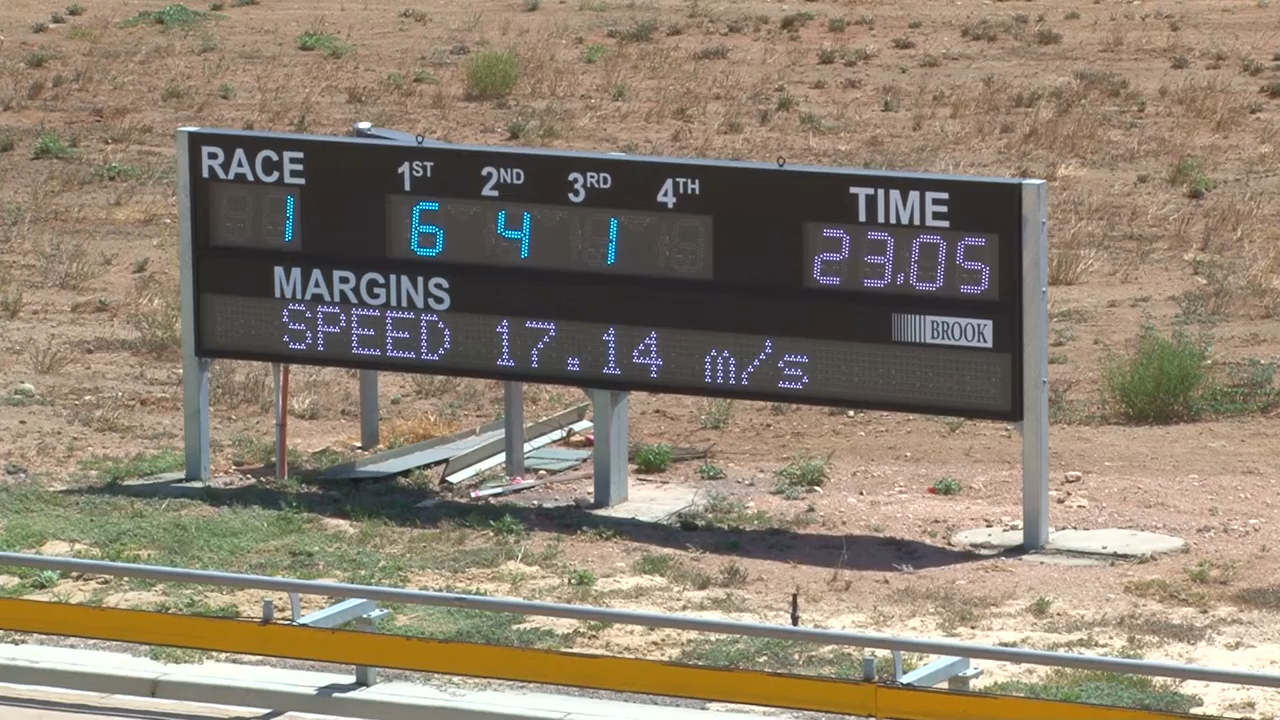 RACE 1ST 2ND 3RD 4TH TIME
1 6 4 1 23.05
MARGINS
BROOK
SPEED 17.14 m/s